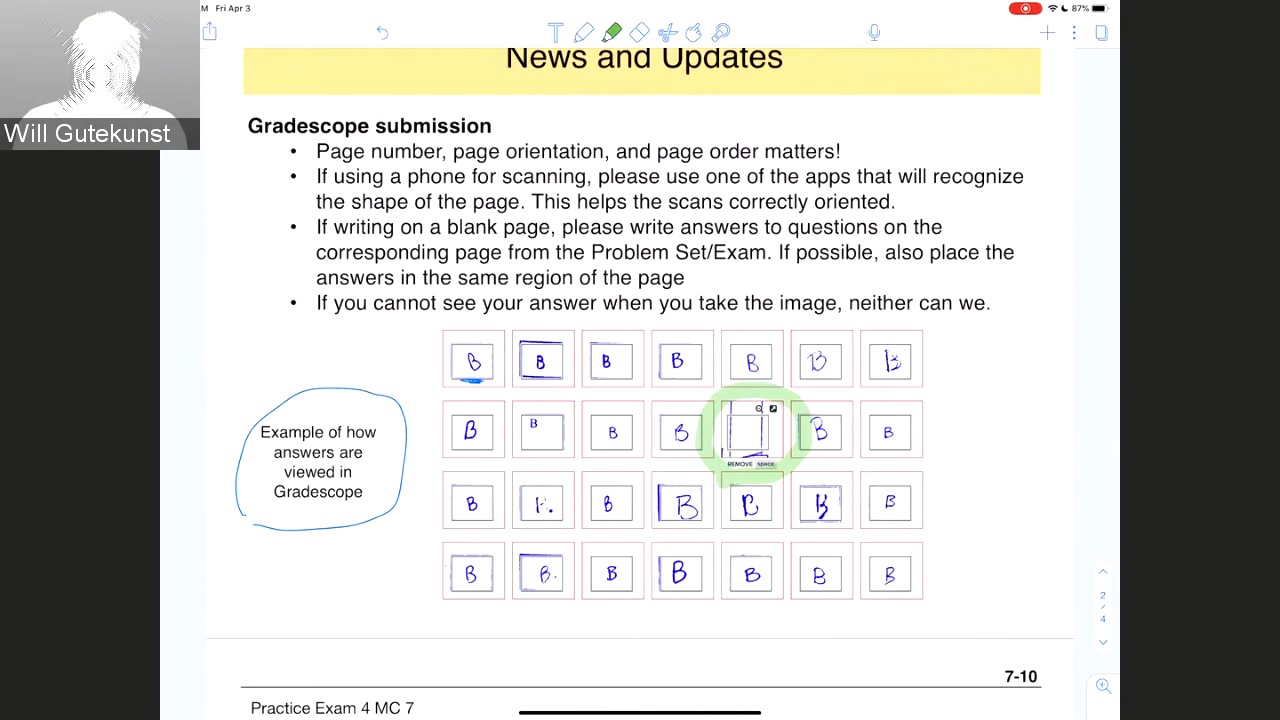 AM Fri Apr 3
87%
Will Gutekunst
News and Updates
Gradescope submission
• Page number, page orientation, and page order matters!
• If using a phone for scanning, please use one of the apps that will recognize
the shape of the page. This helps the scans correctly oriented.
• If writing on a blank page, please write answers to questions on the
corresponding page from the Problem Set/Exam. If possible, also place the
answers in the same region of the page
• If you cannot see your answer when you take the image, neither can we.
Example of how
answers are
viewed in
Gradescope
B B B B B B B
B B B B B B
REMOVE space
B B B B B B
B B B B B B B
2
/
4
7-10
Practice Exam 4 MC 7